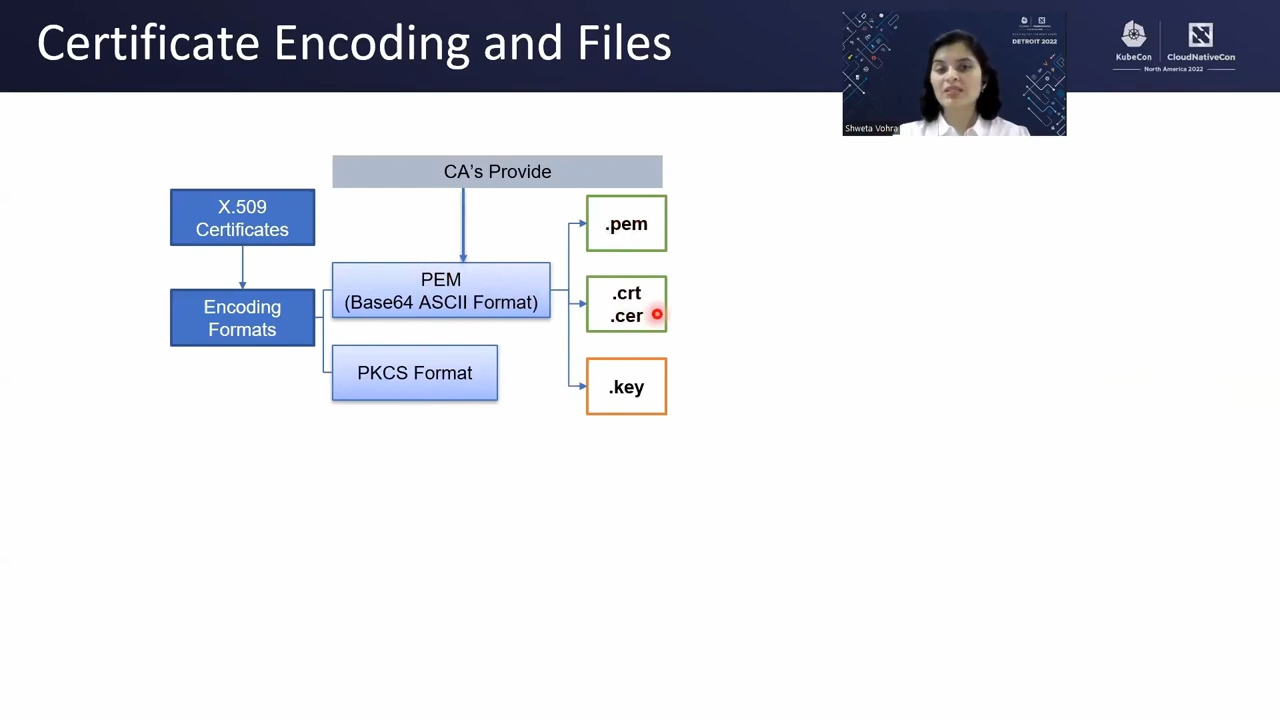 Certificate Encoding and Files
DETROIT 2022
Shweta Vohra
KubeCon
CloudNativeCon
North America 2022
CA's Provide
X.509
Certificates
.pem
PEM
(Base64 ASCII Format)
Encoding
Formats
.crt
.cer
PKCS Format
.key